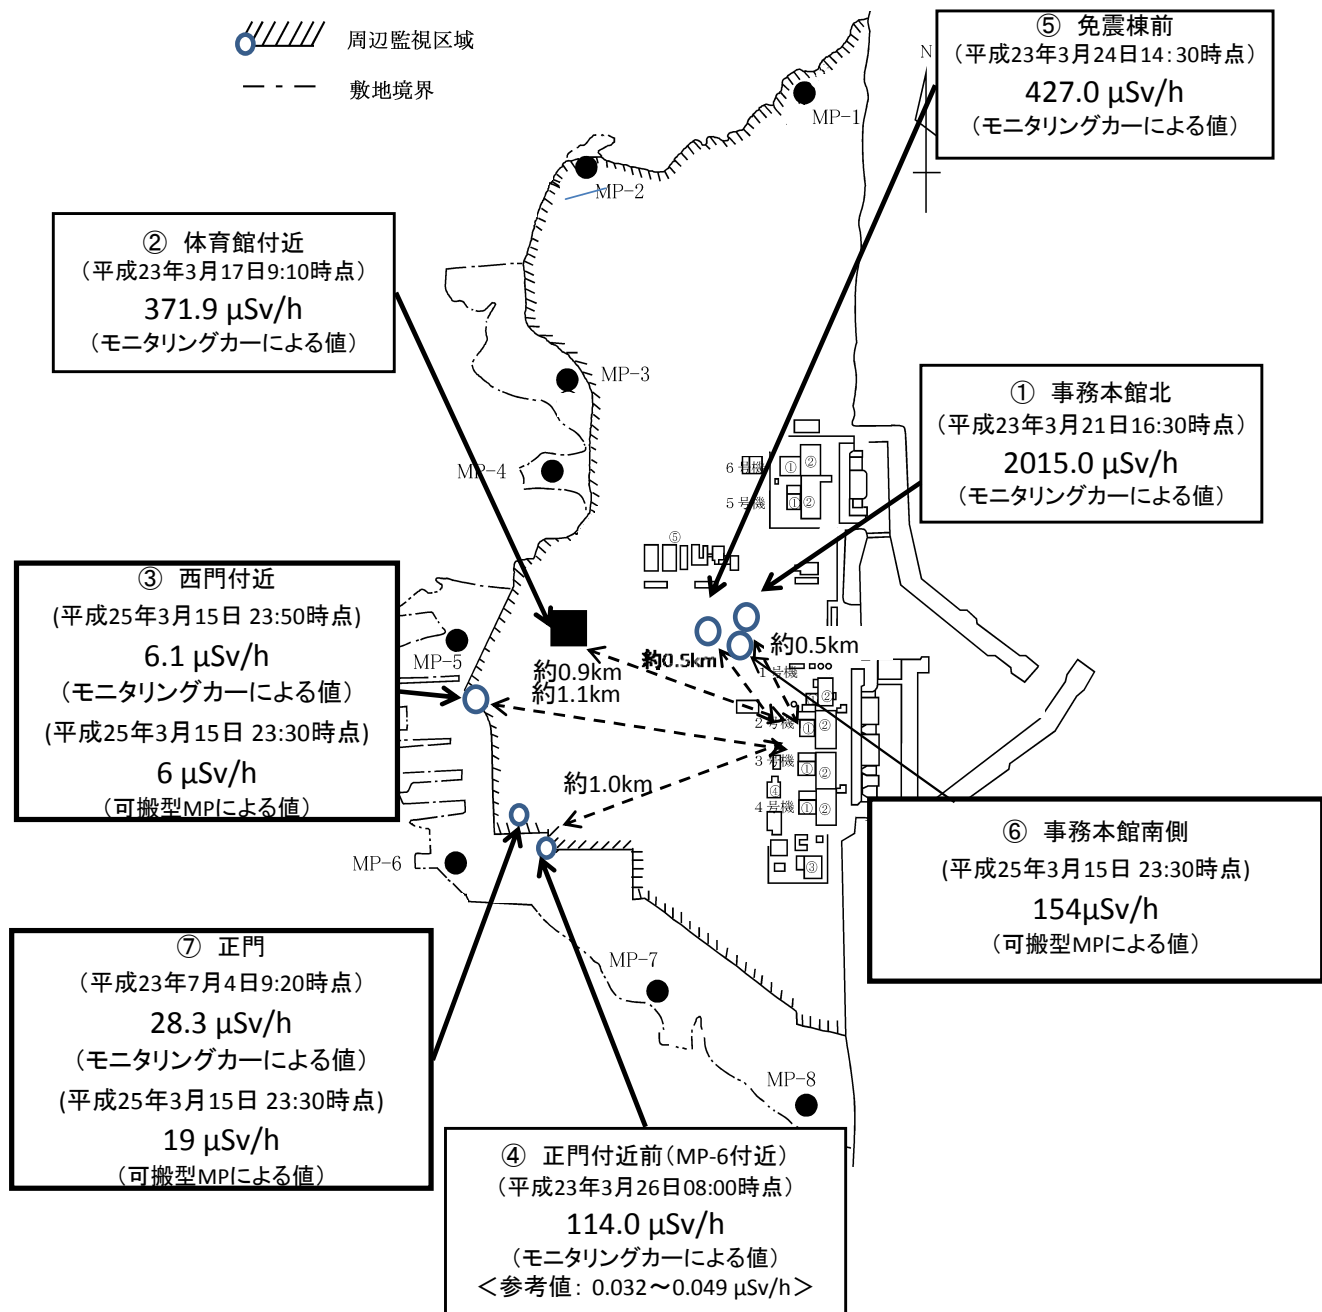 周辺監視区域
敷地境界
⑤ 免震棟前
（平成23年3月24日14:30時点）
427.0 μSv/h
（モニタリングカーによる値）
N
MP-1
MP-2
② 体育館付近
（平成23年3月17日9:10時点）
371.9 μSv/h
（モニタリングカーによる値）
MP-3
① 事務本館北
（平成23年3月21日16:30時点）
2015.0 μSv/h
（モニタリングカーによる値）
MP-4
6号機
① ②
5号機
① ②
⑤
③ 西門付近
(平成25年3月15日 23:50時点)
6.1 μSv/h
（モニタリングカーによる値）
(平成25年3月15日 23:30時点)
6 μSv/h
（可搬型MPによる値）
MP-5
約0.9km
約1.1km
約0.5km
約0.5km
1号機
① ②
2号機
① ②
3号機
① ②
④
4号機
① ②
③
約1.0km
MP-6
⑥ 事務本館南側
(平成25年3月15日 23:30時点)
154μSv/h
（可搬型MPによる値）
⑦ 正門
（平成23年7月4日9:20時点）
28.3 μSv/h
（モニタリングカーによる値）
(平成25年3月15日 23:30時点)
19 μSv/h
（可搬型MPによる値）
MP-7
MP-8
④ 正門付近前（MP-6付近）
（平成23年3月26日08:00時点）
114.0 μSv/h
（モニタリングカーによる値）
＜参考値: 0.032～0.049 μSv/h＞